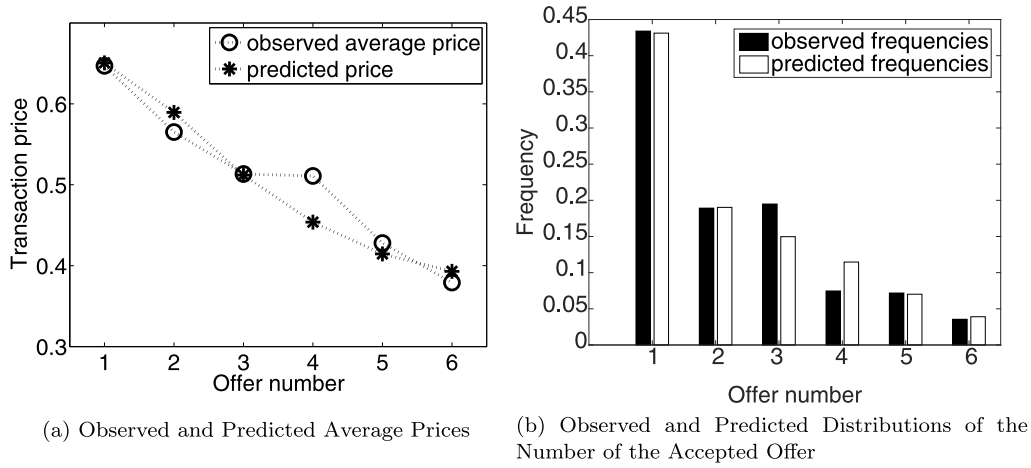 observed average price
predicted price
0.6
0.5
0.4
0.3
Transaction price
1 2 3 4 5 6
Offer number
(a) Observed and Predicted Average Prices
0.45
0.4
0.35
0.3
0.25
0.2
0.15
0.1
0.05
0
Frequency
observed frequencies
predicted frequencies
1 2 3 4 5 6
Offer number
(b) Observed and Predicted Distributions of the
Number of the Accepted Offer